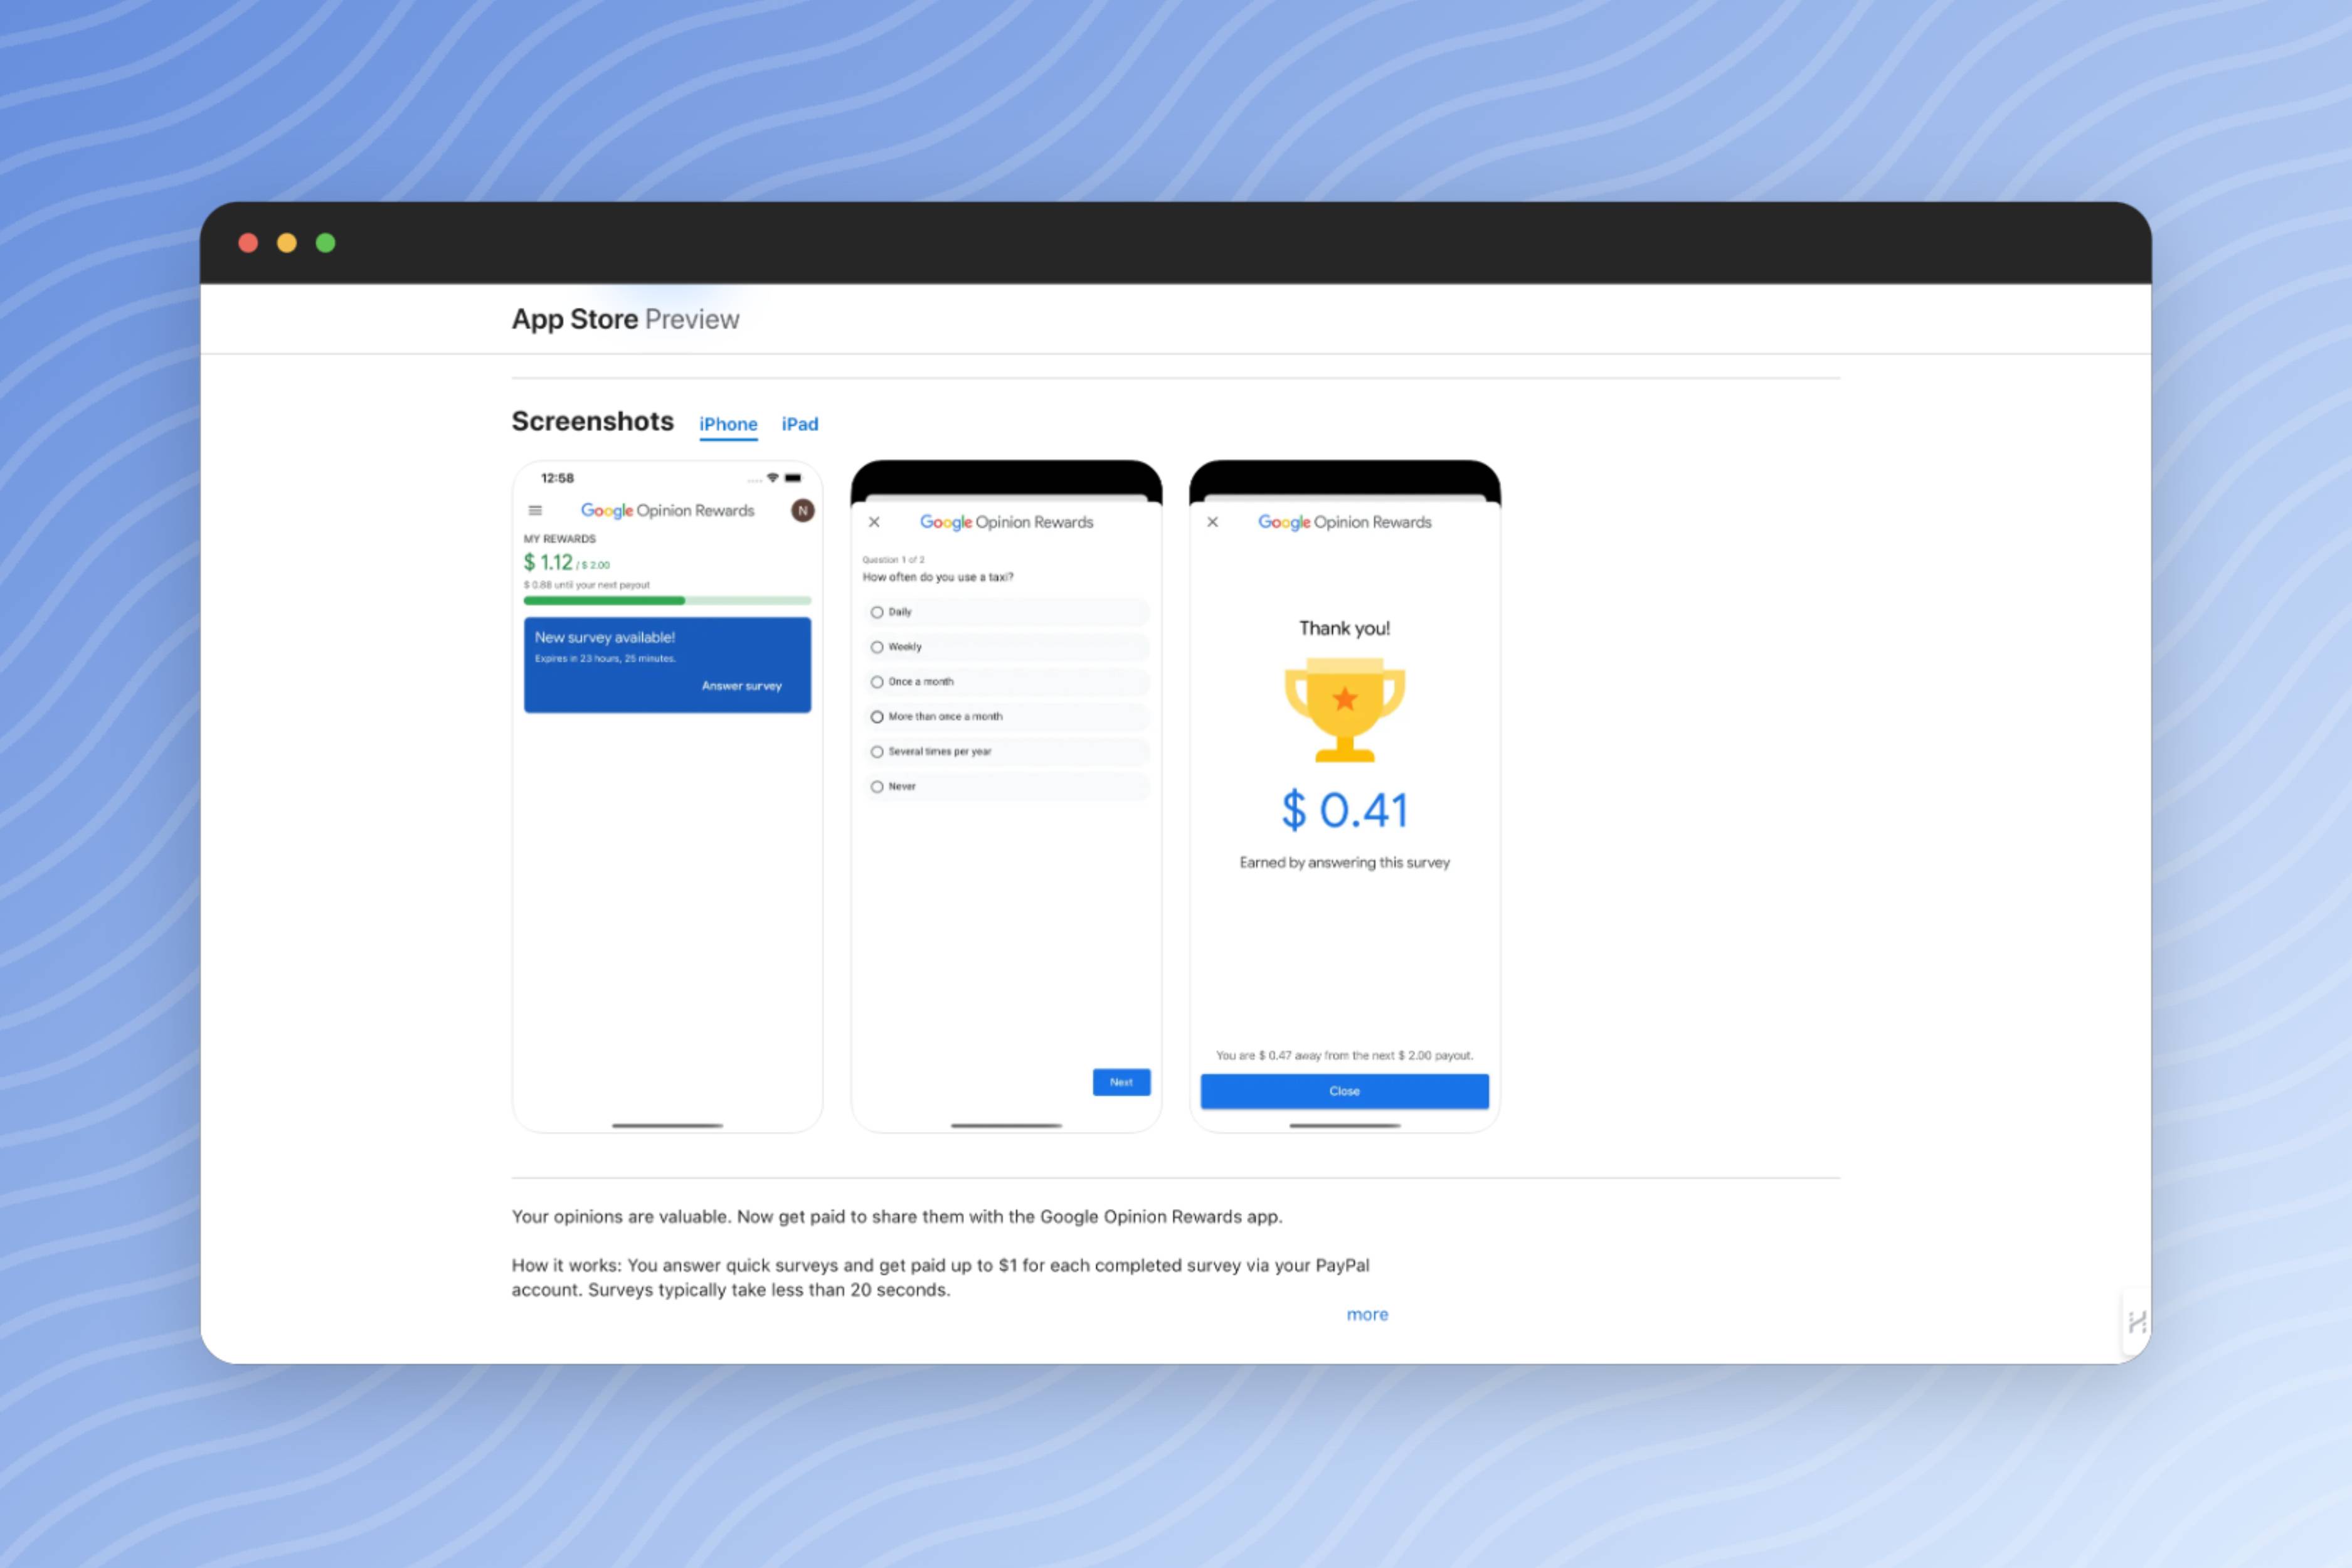 App Store Preview
Screenshots iPhone iPad
12:58
Google Opinion Rewards N
MY REWARDS
$ 1.12 / $ 2.00
$ 0.88 until your next payout
New survey available!
Expires in 23 hours, 25 minutes.
Answer survey
Google Opinion Rewards
Question 1 of 2
How often do you use a taxi?
Daily
Weekly
Once a month
More than once a month
Several times per year
Never
Next
Google Opinion Rewards
Thank you!
$ 0.41
Earned by answering this survey
You are $ 0.47 away from the next $ 2.00 payout.
Close
Your opinions are valuable. Now get paid to share them with the Google Opinion Rewards app.
How it works: You answer quick surveys and get paid up to $1 for each completed survey via your PayPal
account. Surveys typically take less than 20 seconds.
more